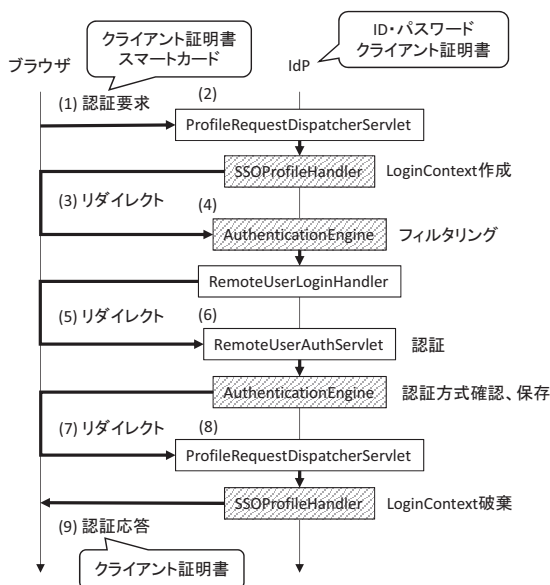 クライアント証明書
スマートカード
ID・パスワード
クライアント証明書
ブラウザ
IdP
(1) 認証要求
(2)
ProfileRequestDispatcherServlet
SSOProfileHandler
LoginContext作成
(3) リダイレクト
(4)
AuthenticationEngine
フィルタリング
RemoteUserLoginHandler
(5) リダイレクト
(6)
RemoteUserAuthServlet
認証
AuthenticationEngine
認証方式確認、保存
(7) リダイレクト
(8)
ProfileRequestDispatcherServlet
SSOProfileHandler
LoginContext破棄
(9) 認証応答
クライアント証明書